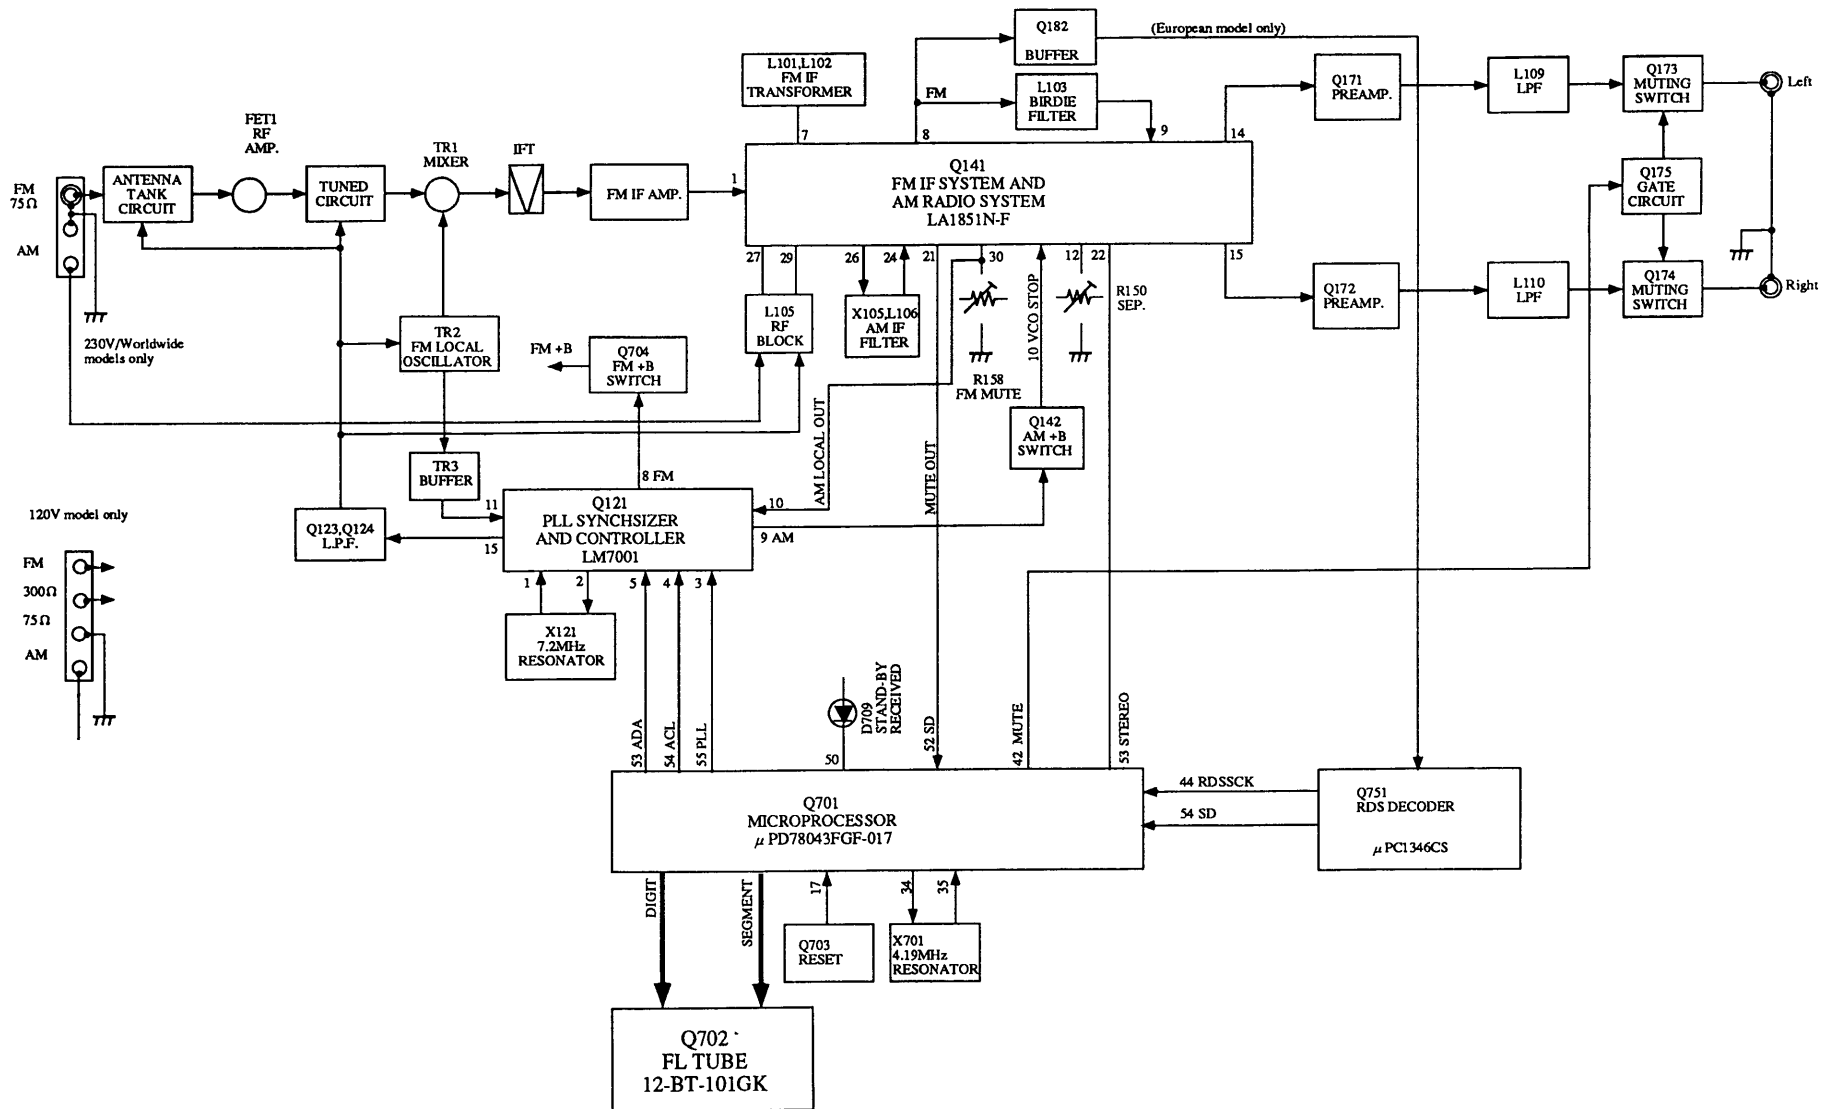 Q182
BUFFER
(European model only)
L101,L102
FM IF
TRANSFORMER
FM
L103
BIRDIE
FILTER
Q171
PREAMP.
L109
LPF
Q173
MUTING
SWITCH
Left
7
8
9
14
FET1
RF
AMP.
TR1
MIXER
IFT
FM
75Ω
AM
ANTENNA
TANK
CIRCUIT
TUNED
CIRCUIT
FM IF AMP.
1
Q141
FM IF SYSTEM AND
AM RADIO SYSTEM
LA1851N-F
Q175
GATE
CIRCUIT
27
29
26
24
21
30
12
22
15
Q172
PREAMP.
L110
LPF
Q174
MUTING
SWITCH
Right
230V/Worldwide
models only
TR2
FM LOCAL
OSCILLATOR
FM +B
Q704
FM +B
SWITCH
L105
RF
BLOCK
X105,L106
AM IF
FILTER
R158
FM MUTE
10 VCO STOP
R150
SEP.
Q142
AM +B
SWITCH
AM LOCAL OUT
MUTE OUT
TR3
BUFFER
8 FM
11
10
9 AM
15
Q121
PLL SYNCHSIZER
AND CONTROLLER
LM7001
Q123,Q124
L.P.F.
1
2
5
4
3
X121
7.2MHz
RESONATOR
120V model only
FM
300Ω
75Ω
AM
53 ADA
54 ACL
55 PLL
50
D709
STAND-BY
RECEIVED
52 SD
42 MUTE
53 STEREO
Q701
MICROPROCESSOR
μPD78043FGF-017
44 RDSSCK
54 SD
Q751
RDS DECODER
μPC1346CS
DIGIT
SEGMENT
17
34
35
Q703
RESET
X701
4.19MHz
RESONATOR
Q702
FL TUBE
12-BT-101GK